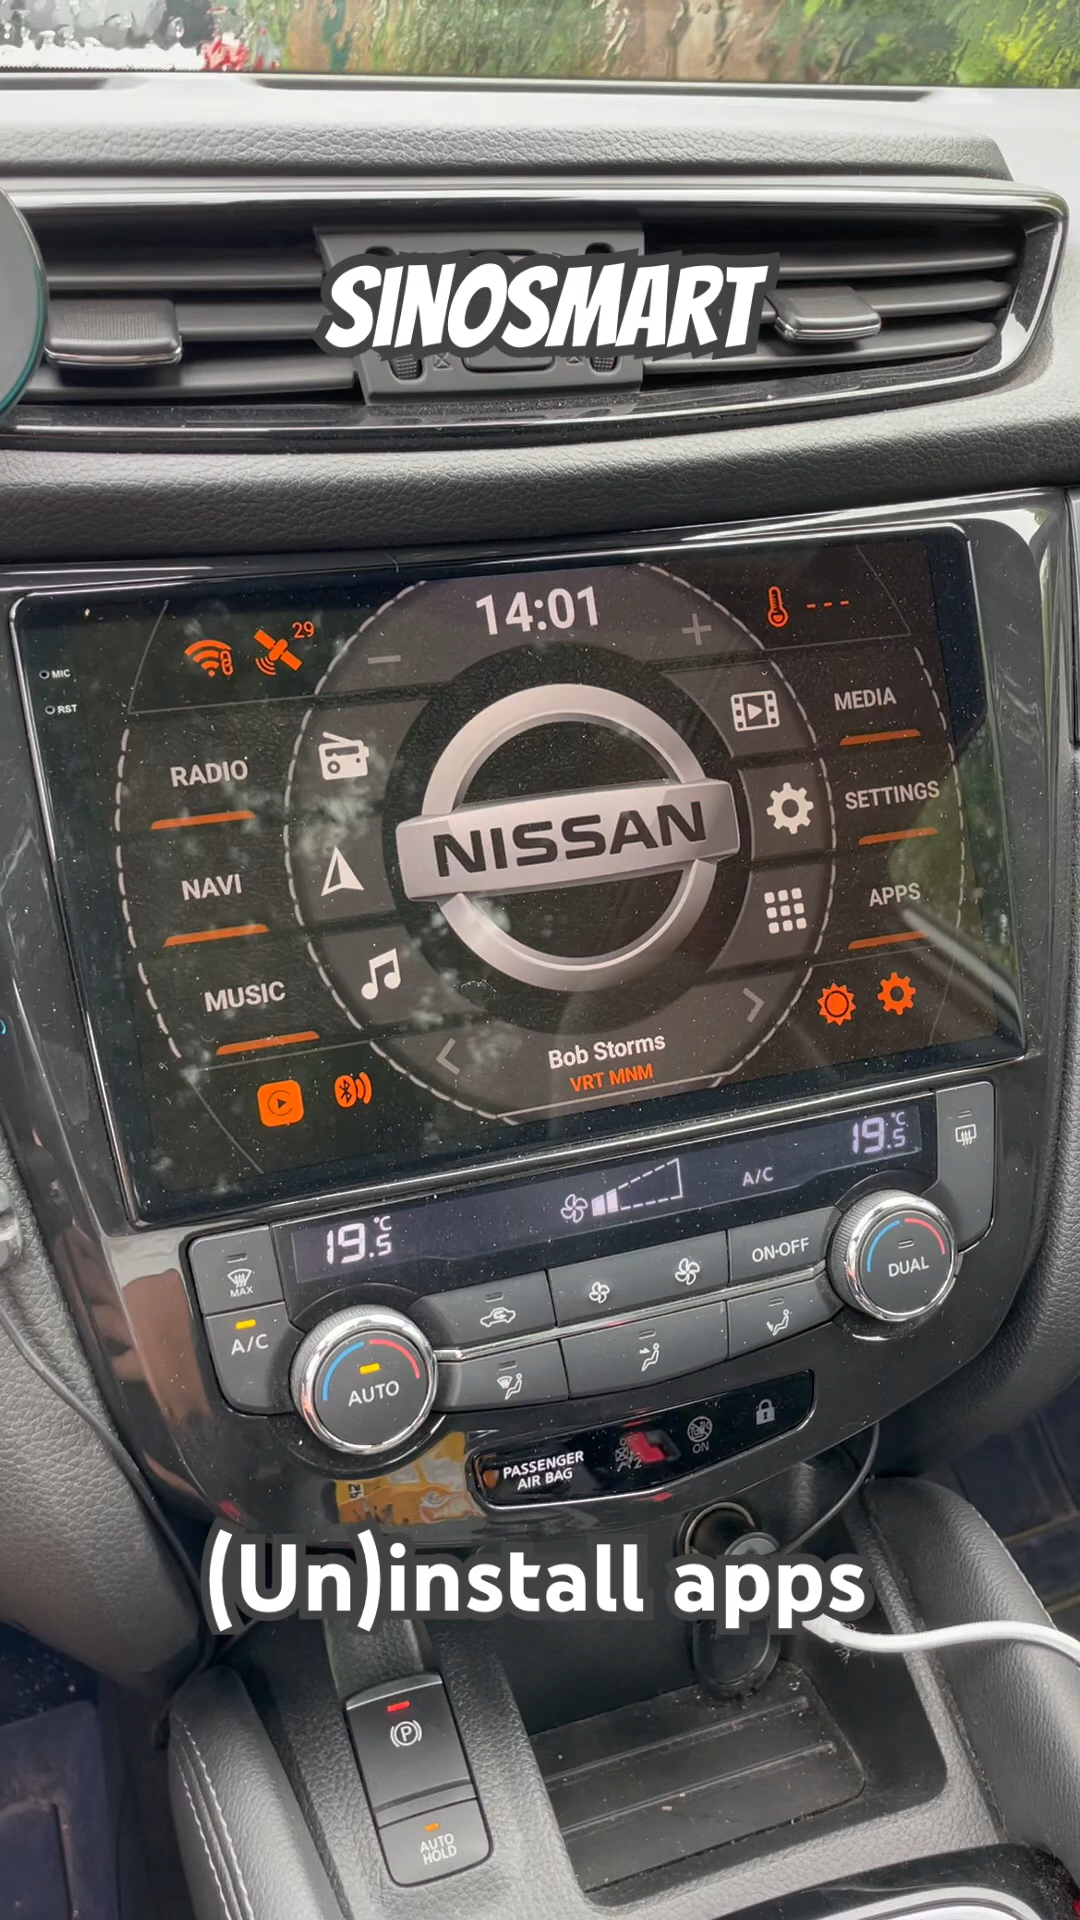 SINOSMART
14:01
29
---
MIC
RST
RADIO
NAVI
MUSIC
NISSAN
MEDIA
SETTINGS
APPS
Bob Storms
VRT MNM
19.5°C
A/C
19.5°C
MAX
A/C
AUTO
ON·OFF
DUAL
PASSENGER
AIR BAG
OFF
ON
(Un)install apps
P
AUTO
HOLD